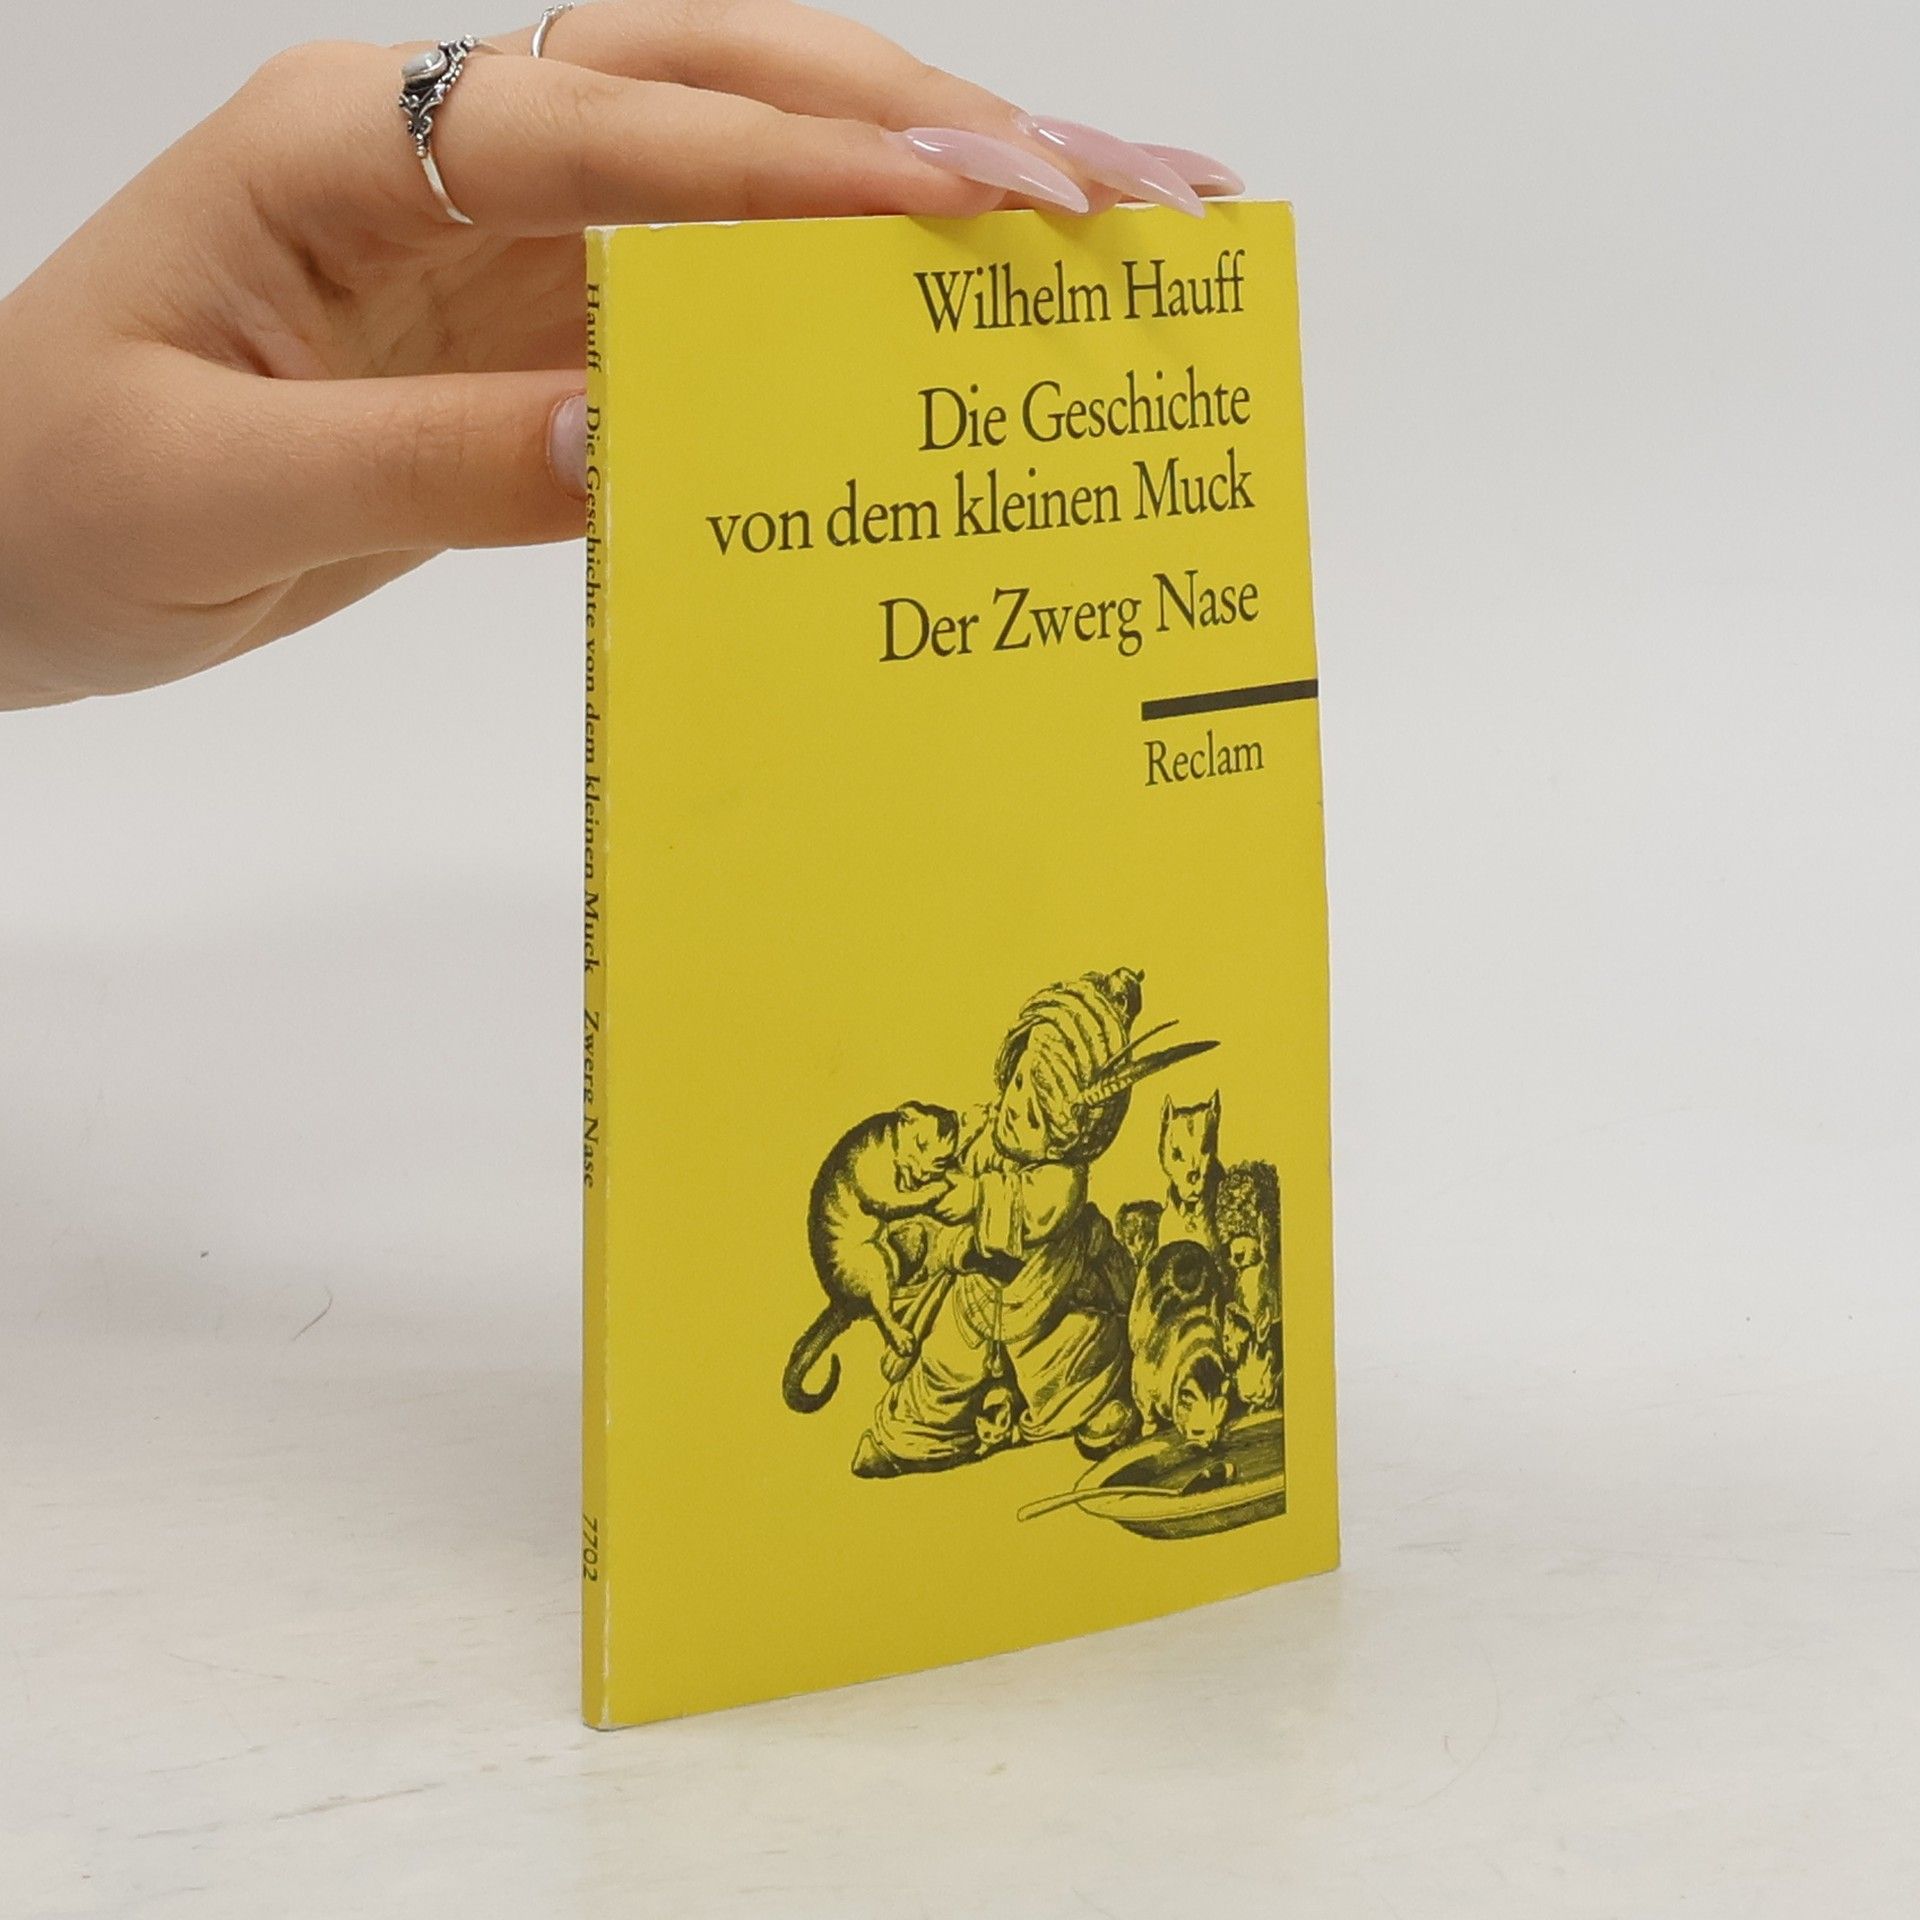 Wilhelm Hauff
Die Geschichte
von dem kleinen Muck
Der Zwerg Nase
Reclam
Hauff Die Geschichte von dem kleinen Muck Zwerg Nase 7702